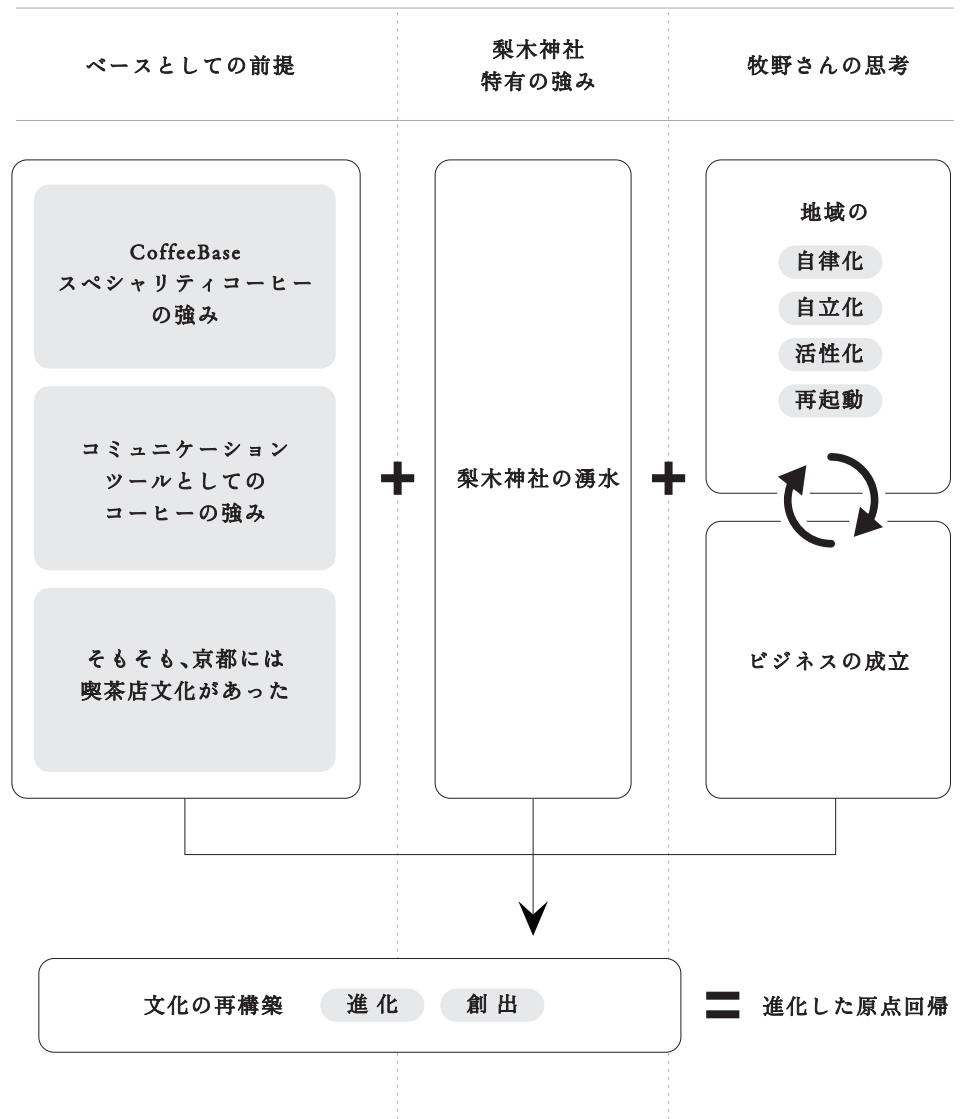 ベースとしての前提
梨木神社
特有の強み
牧野さんの思考
CoffeeBase
スペシャリティコーヒー
の強み
コミュニケーション
ツールとしての
コーヒーの強み
そもそも、京都には
喫茶店文化があった
梨木神社の湧水
地域の
自律化
自立化
活性化
再起動
ビジネスの成立
文化の再構築 進化 創出
進化した原点回帰